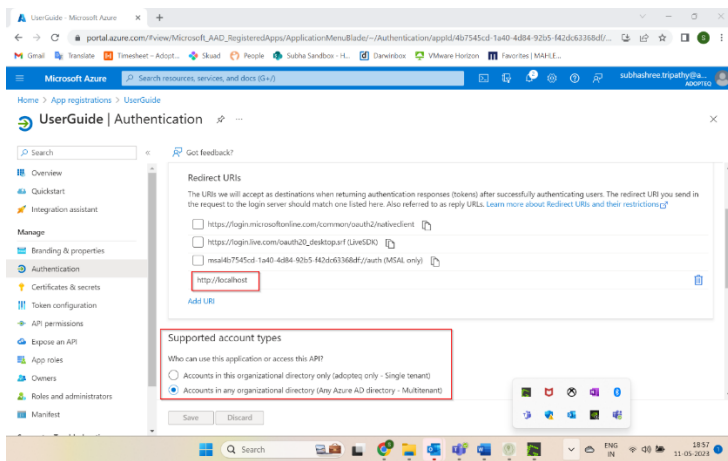 UserGuide - Microsoft Azure
portal.azure.com/#view/Microsoft_AAD_RegisteredApps/ApplicationMenuBlade/~/Authentication/appId/4b7545cd-1a40-4d84-92b5-f42dc63368df/...
Gmail Translate Timesheet - Adopt... Skuad People Subha Sandbox - H... Darwinbox VMware Horizon Favorites | MAHLE...
Microsoft Azure Search resources, services, and docs (G+/) subhashree.tripathy@a...
ADOPTEQ
Home > App registrations > UserGuide
UserGuide | Authentication
Search
Got feedback?
Overview
Quickstart
Integration assistant
Manage
Branding & properties
Authentication
Certificates & secrets
Token configuration
API permissions
Expose an API
App roles
Owners
Roles and administrators
Manifest
Redirect URIs
The URIs we will accept as destinations when returning authentication responses (tokens) after successfully authenticating users. The redirect URI you send in
the request to the login server should match one listed here. Also referred to as reply URLs. Learn more about Redirect URIs and their restrictions
https://login.microsoftonline.com/common/oauth2/nativeclient
https://login.live.com/oauth20_desktop.srf (LiveSDK)
msal4b7545cd-1a40-4d84-92b5-f42dc63368df://auth (MSAL only)
http://localhost
Add URI
Supported account types
Who can use this application or access this API?
Accounts in this organizational directory only (adopteq only - Single tenant)
Accounts in any organizational directory (Any Azure AD directory - Multitenant)
Save Discard
Search
ENG
IN
18:57
11-05-2023